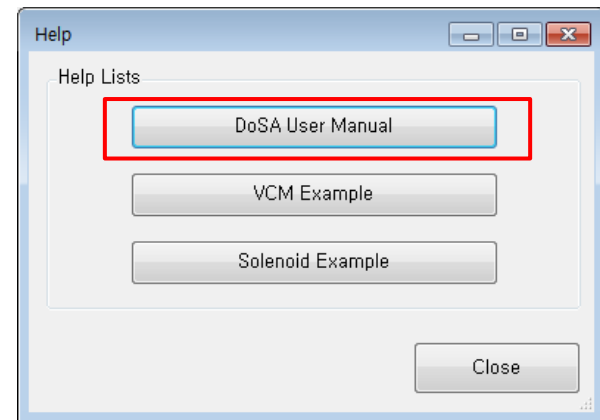 Help
Help Lists
DoSA User Manual
VCM Example
Solenoid Example
Close